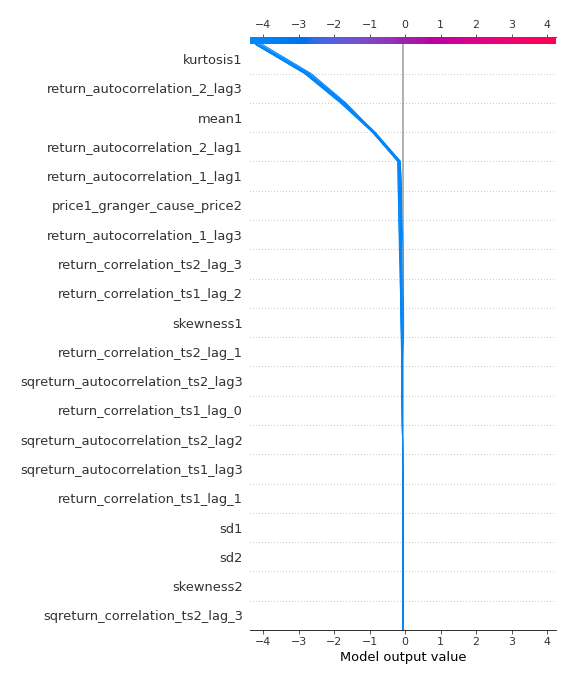 −4 −3 −2 −1 0 1 2 3 4
kurtosis1
return_autocorrelation_2_lag3
mean1
return_autocorrelation_2_lag1
return_autocorrelation_1_lag1
price1_granger_cause_price2
return_autocorrelation_1_lag3
return_correlation_ts2_lag_3
return_correlation_ts1_lag_2
skewness1
return_correlation_ts2_lag_1
sqreturn_autocorrelation_ts2_lag3
return_correlation_ts1_lag_0
sqreturn_autocorrelation_ts2_lag2
sqreturn_autocorrelation_ts1_lag3
return_correlation_ts1_lag_1
sd1
sd2
skewness2
sqreturn_correlation_ts2_lag_3
−4 −3 −2 −1 0 1 2 3 4
Model output value